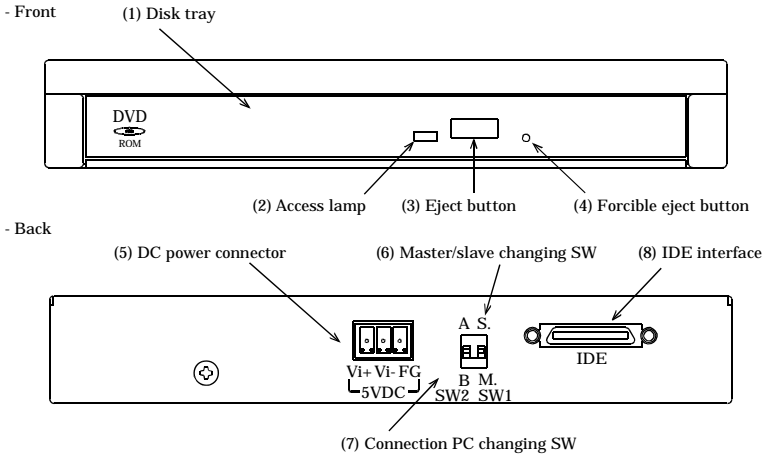 - Front
(1) Disk tray
DVD
ROM
(2) Access lamp
(3) Eject button
(4) Forcible eject button
- Back
(5) DC power connector
(6) Master/slave changing SW
(8) IDE interface
A S.
Vi+ Vi- FG
5VDC
B M.
SW2 SW1
IDE
(7) Connection PC changing SW